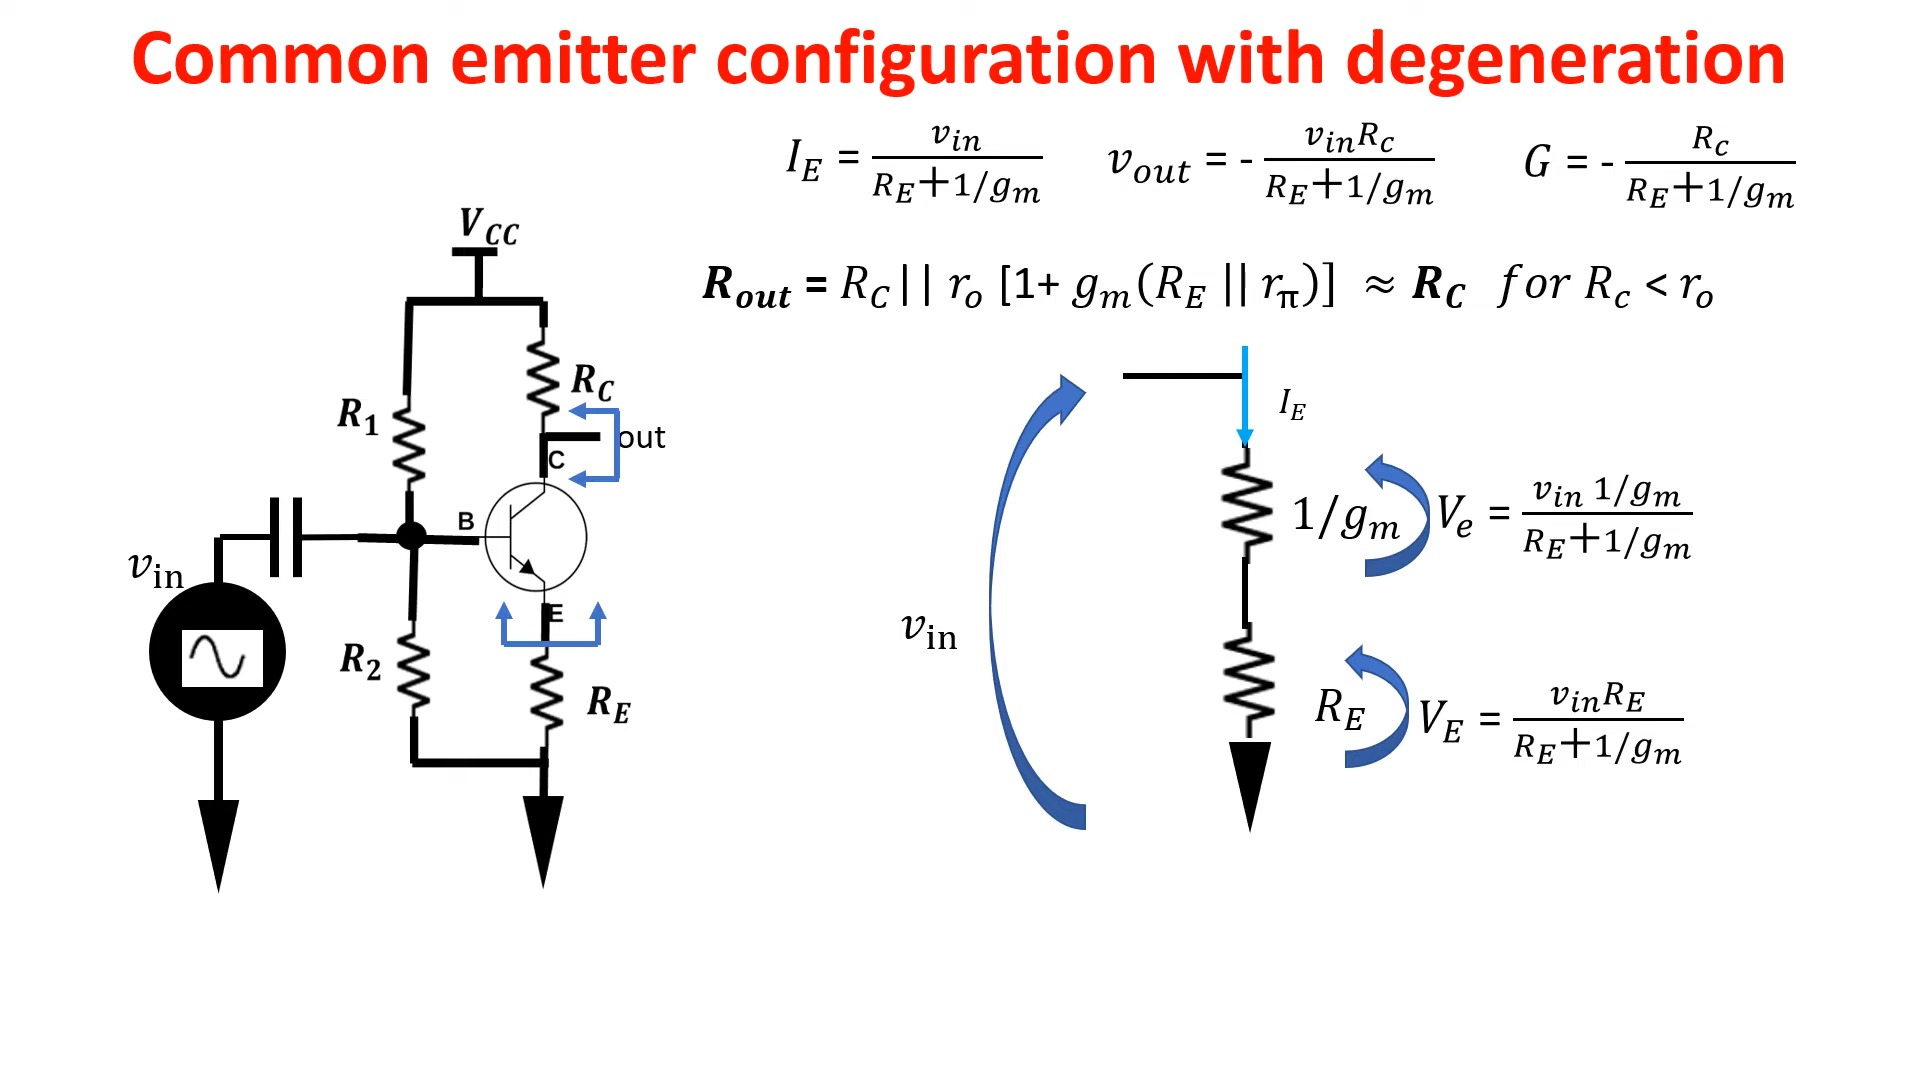 Common emitter configuration with degeneration
I_E = v_in / (R_E+1/g_m)   v_out = - v_in R_c / (R_E+1/g_m)   G = - R_c / (R_E+1/g_m)
R_out = R_C || r_o [1+ g_m(R_E || r_π)] ≈ R_C for R_c < r_o
V_CC
R_C
R_1
out
C
B
v_in
E
R_2
R_E
I_E
1/g_m   V_e = v_in 1/g_m / (R_E+1/g_m)
v_in
R_E   V_E = v_in R_E / (R_E+1/g_m)